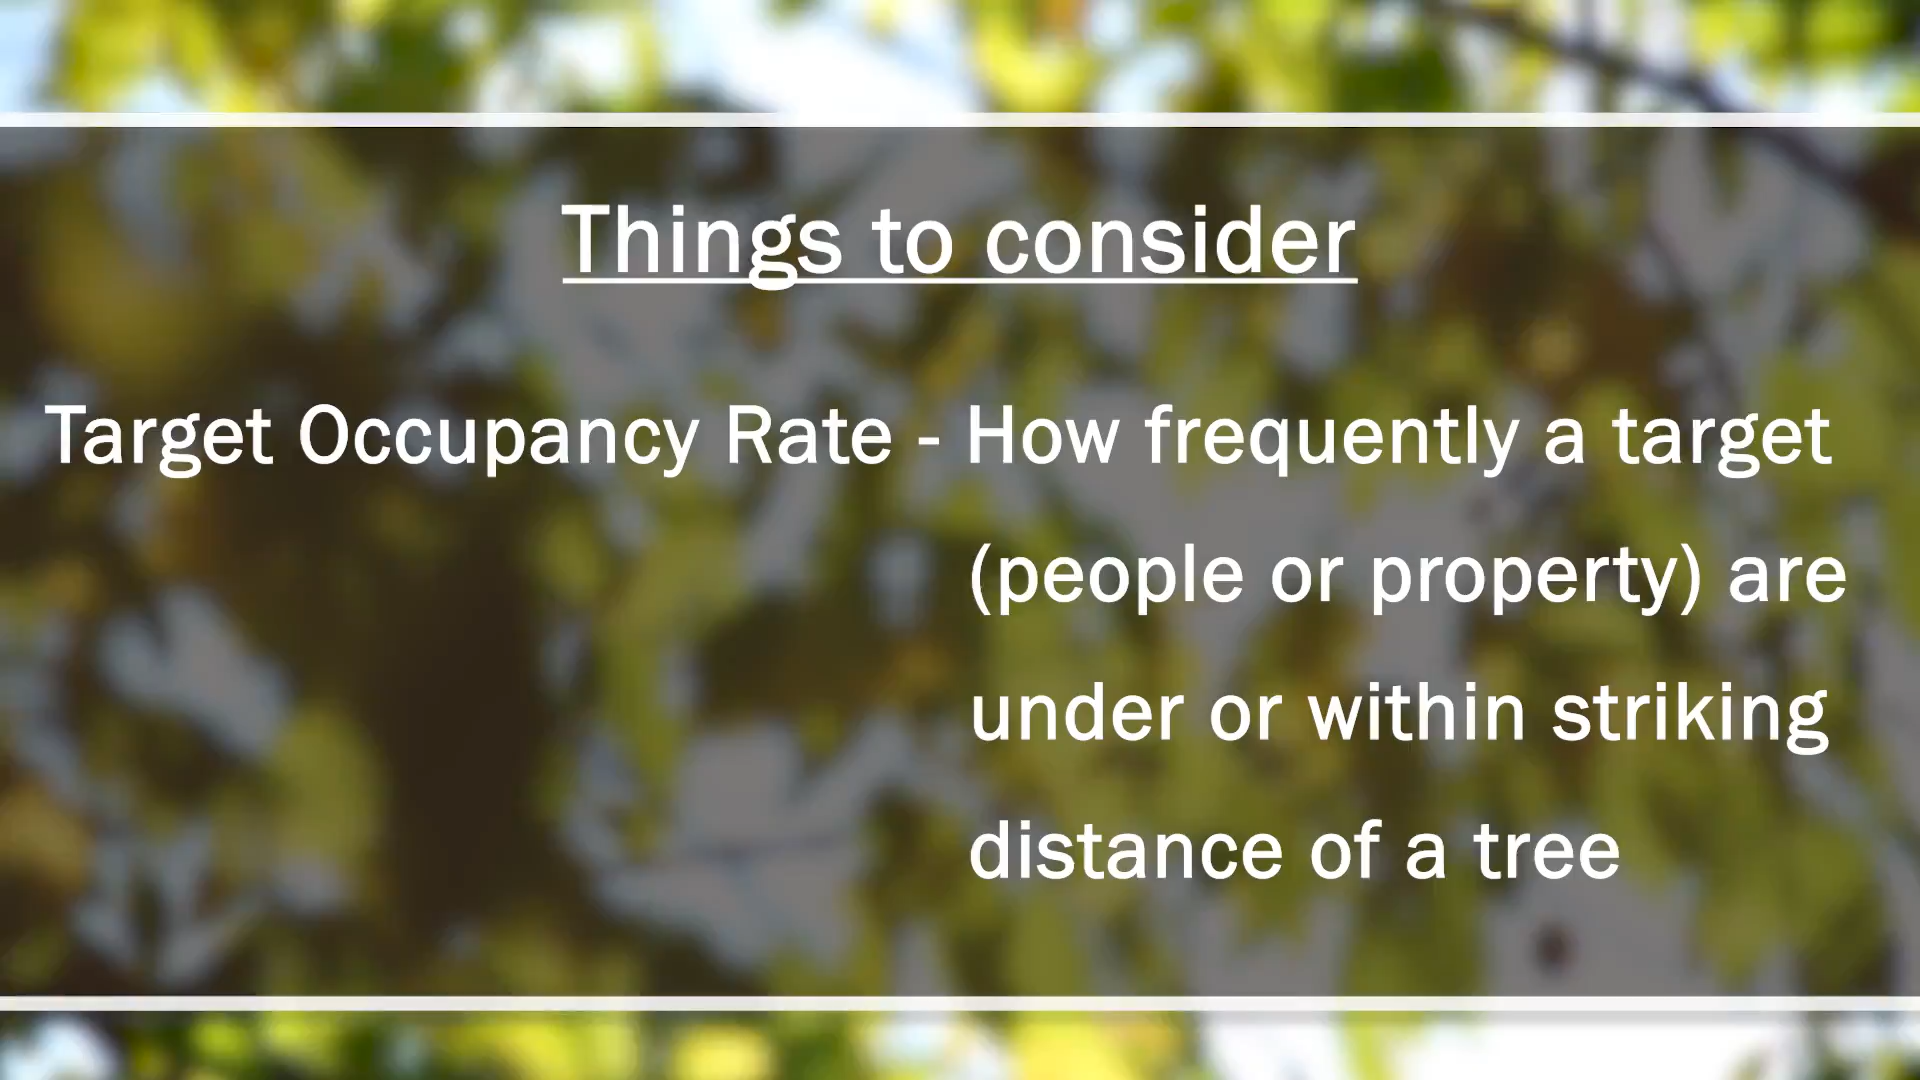 Things to consider
Target Occupancy Rate - How frequently a target
(people or property) are
under or within striking
distance of a tree